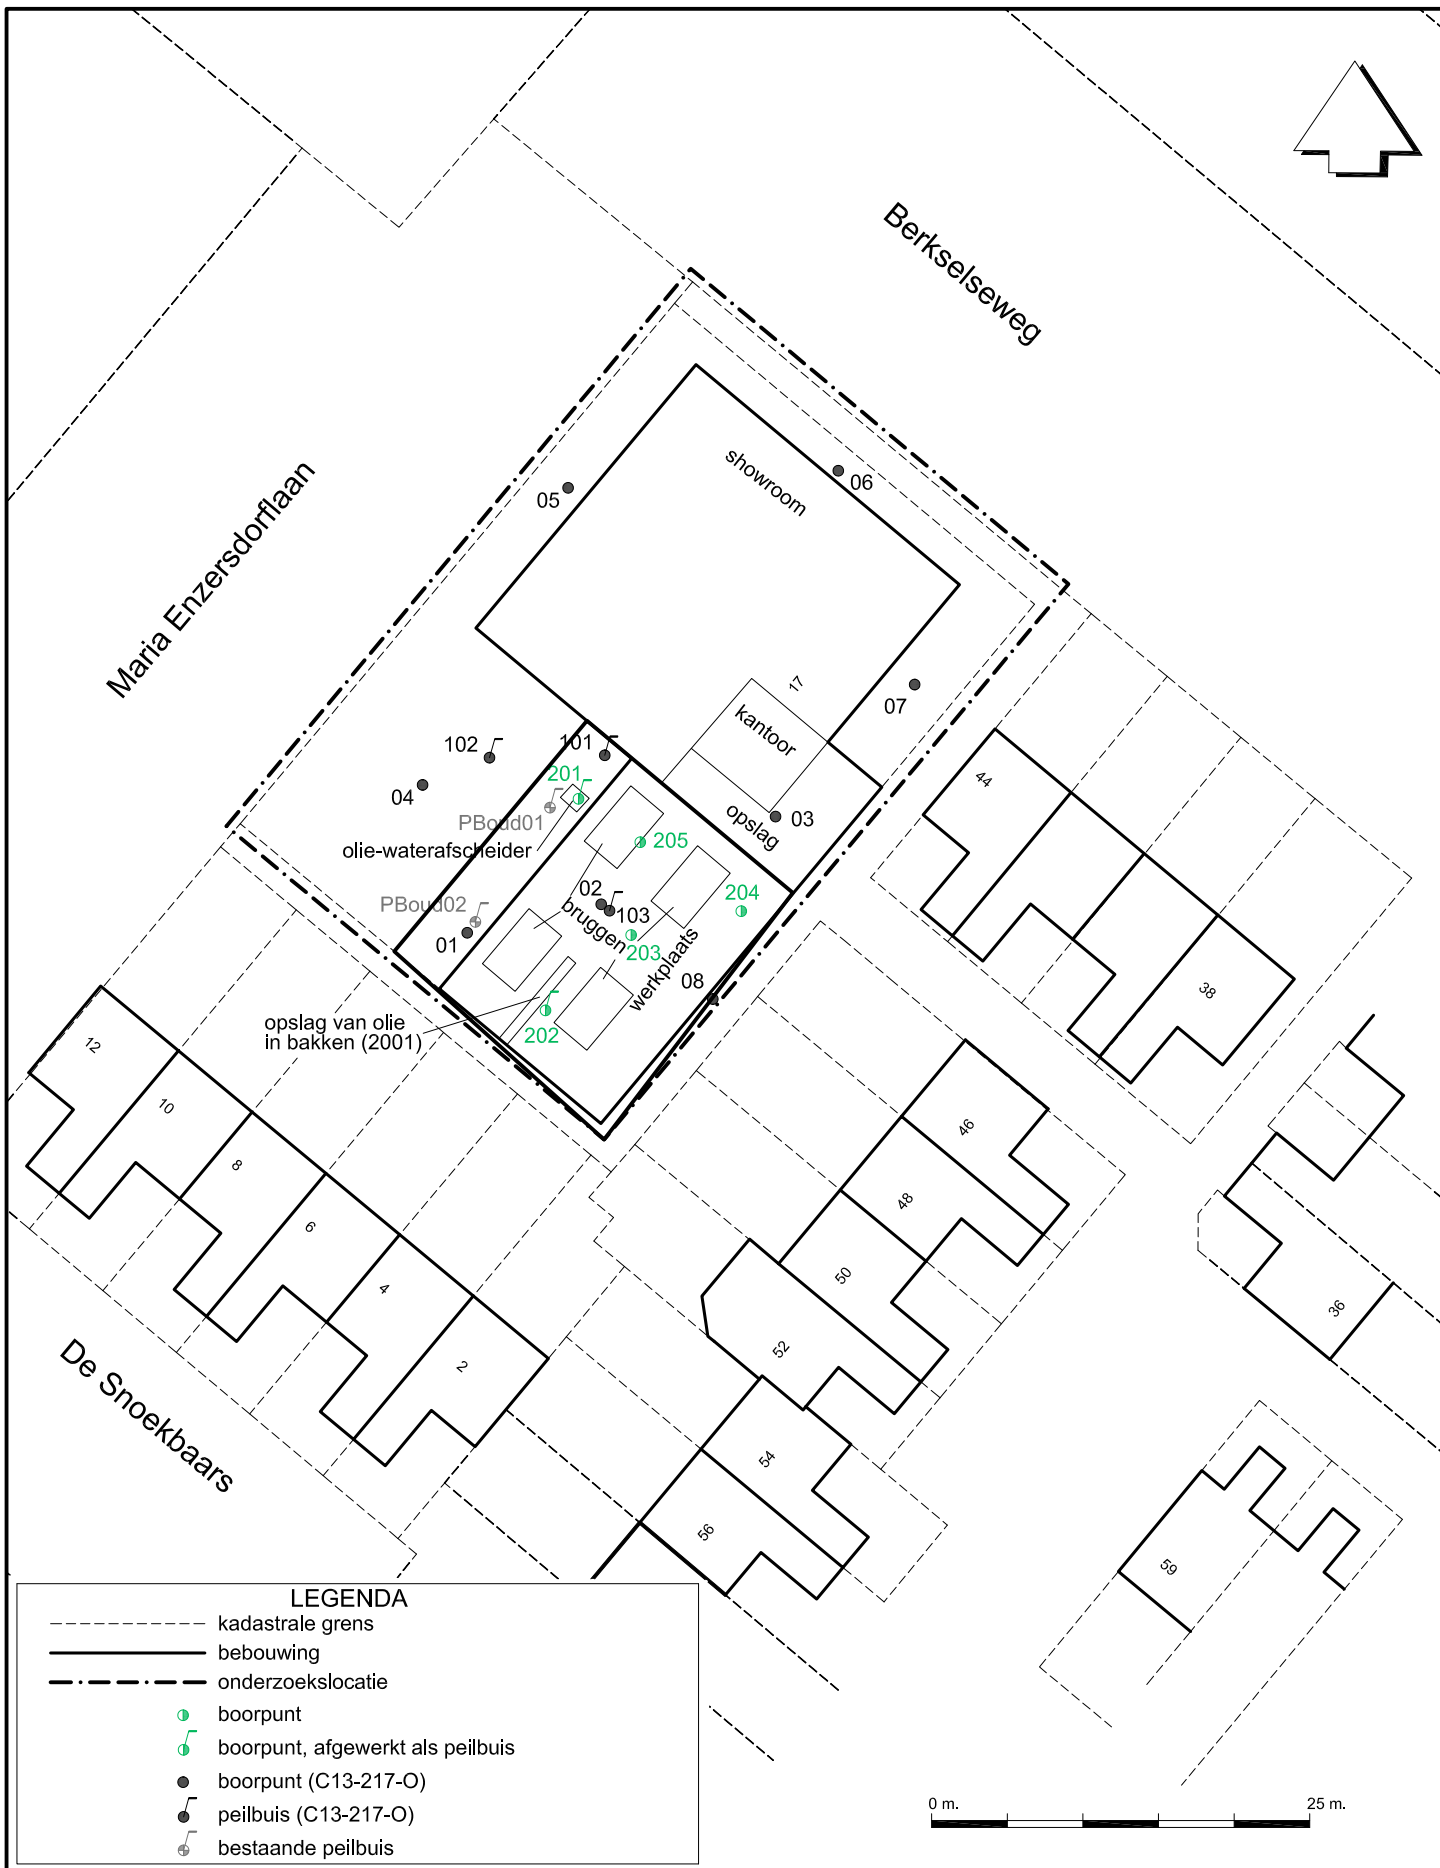 Berkselseweg
Maria Enzersdorflaan
showroom
05
06
07
17
kantoor
102
101
04
201
03
opslag
PBoud01
olie-waterafscheider
205
204
02
103
PBoud02
bruggen
01
203
werkplaats
08
opslag van olie
in bakken (2001)
202
44
38
12
10
8
6
4
2
46
48
50
52
54
56
36
59
De Snoekbaars
LEGENDA
kadastrale grens
bebouwing
onderzoekslocatie
boorpunt
boorpunt, afgewerkt als peilbuis
boorpunt (C13-217-O)
peilbuis (C13-217-O)
bestaande peilbuis
0 m.
25 m.